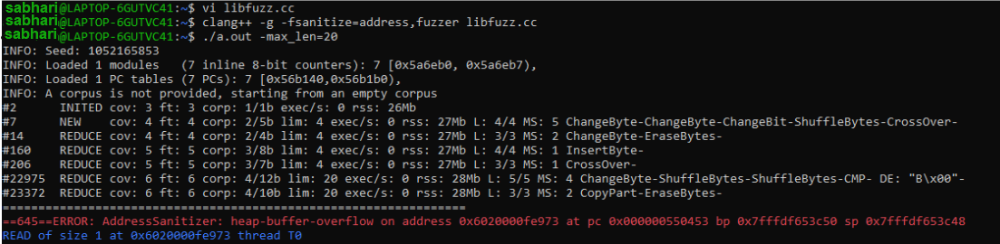 sabhari@LAPTOP-6GUTVC41:~$ vi libfuzz.cc
sabhari@LAPTOP-6GUTVC41:~$ clang++ -g -fsanitize=address,fuzzer libfuzz.cc
sabhari@LAPTOP-6GUTVC41:~$ ./a.out -max_len=20
INFO: Seed: 1052165853
INFO: Loaded 1 modules   (7 inline 8-bit counters): 7 [0x5a6eb0, 0x5a6eb7),
INFO: Loaded 1 PC tables (7 PCs): 7 [0x56b140,0x56b1b0),
INFO: A corpus is not provided, starting from an empty corpus
#2      INITED cov: 3 ft: 3 corp: 1/1b exec/s: 0 rss: 26Mb
#7      NEW    cov: 4 ft: 4 corp: 2/5b lim: 4 exec/s: 0 rss: 27Mb L: 4/4 MS: 5 ChangeByte-ChangeByte-ChangeBit-ShuffleBytes-CrossOver-
#14     REDUCE cov: 4 ft: 4 corp: 2/4b lim: 4 exec/s: 0 rss: 27Mb L: 3/3 MS: 2 ChangeByte-EraseBytes-
#160    REDUCE cov: 5 ft: 5 corp: 3/8b lim: 4 exec/s: 0 rss: 27Mb L: 4/4 MS: 1 InsertByte-
#206    REDUCE cov: 5 ft: 5 corp: 3/7b lim: 4 exec/s: 0 rss: 27Mb L: 3/3 MS: 1 CrossOver-
#22975  REDUCE cov: 6 ft: 6 corp: 4/12b lim: 20 exec/s: 0 rss: 28Mb L: 5/5 MS: 4 ChangeByte-ShuffleBytes-ShuffleBytes-CMP- DE: "B\x00"-
#23372  REDUCE cov: 6 ft: 6 corp: 4/10b lim: 20 exec/s: 0 rss: 28Mb L: 3/3 MS: 2 CopyPart-EraseBytes-
=================================================================
==645==ERROR: AddressSanitizer: heap-buffer-overflow on address 0x6020000fe973 at pc 0x000000550453 bp 0x7fffdf653c50 sp 0x7fffdf653c48
READ of size 1 at 0x6020000fe973 thread T0